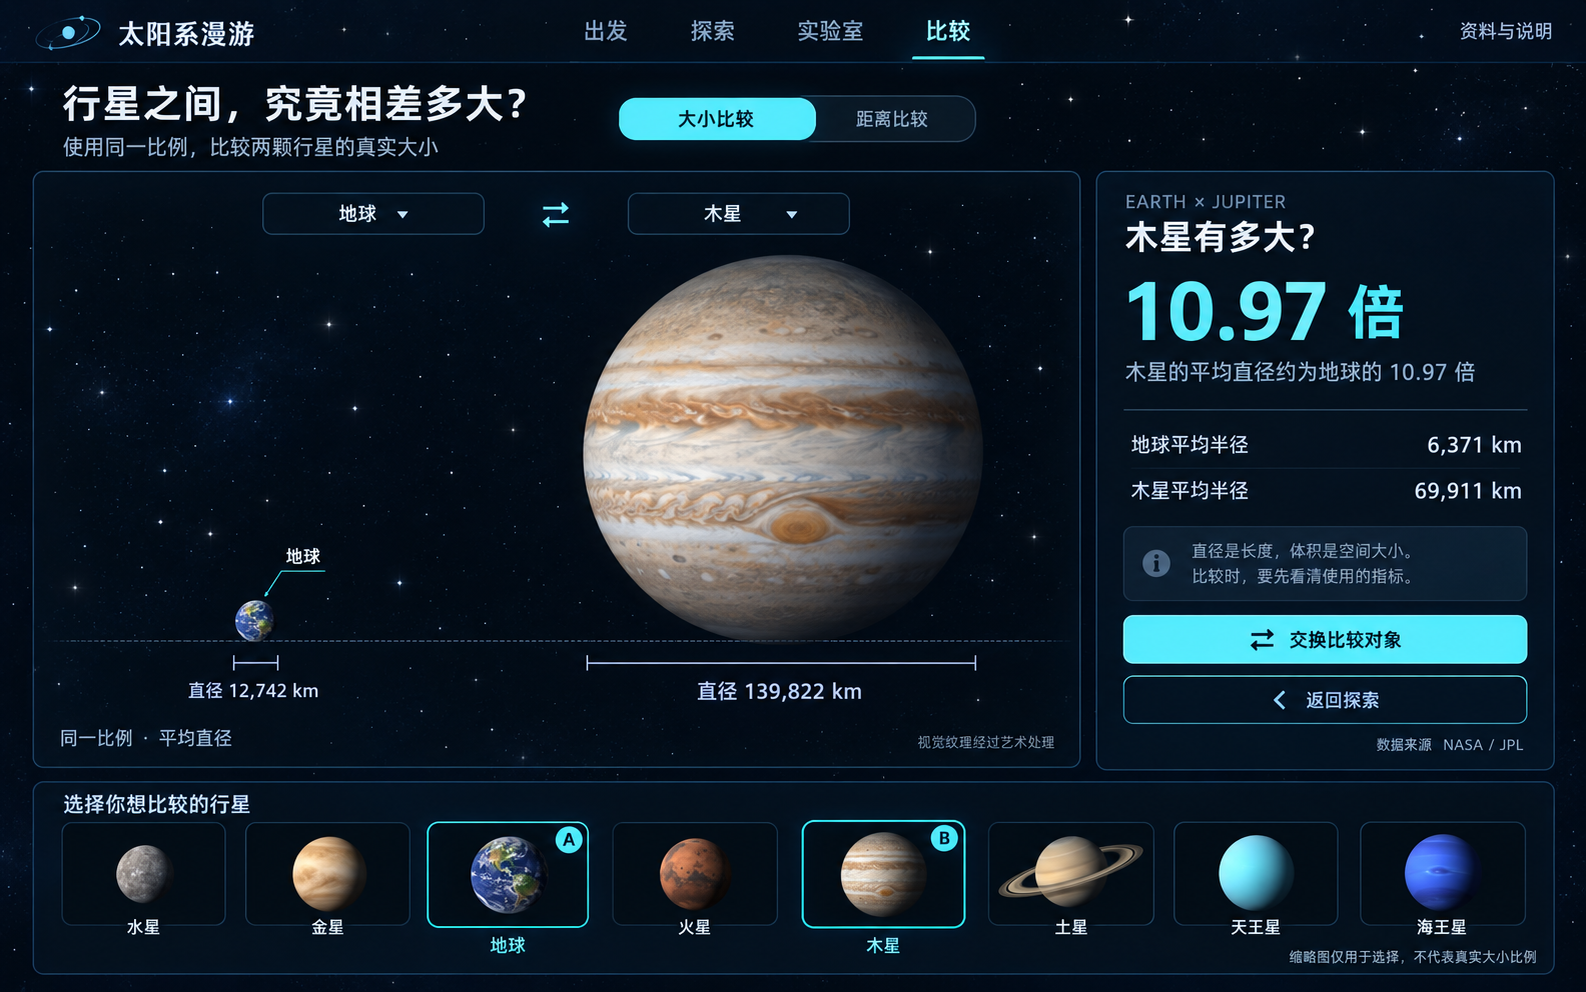 太阳系漫游
出发
探索
实验室
比较
资料与说明
行星之间，究竟相差多大？
使用同一比例，比较两颗行星的真实大小
大小比较
距离比较
地球
木星
地球
直径 12,742 km
直径 139,822 km
同一比例 · 平均直径
视觉纹理经过艺术处理
EARTH × JUPITER
木星有多大？
10.97 倍
木星的平均直径约为地球的 10.97 倍
地球平均半径 6,371 km
木星平均半径 69,911 km
直径是长度，体积是空间大小。
比较时，要先看清使用的指标。
交换比较对象
返回探索
数据来源 NASA / JPL
选择你想比较的行星
A
B
水星
金星
地球
火星
木星
土星
天王星
海王星
缩略图仅用于选择，不代表真实大小比例